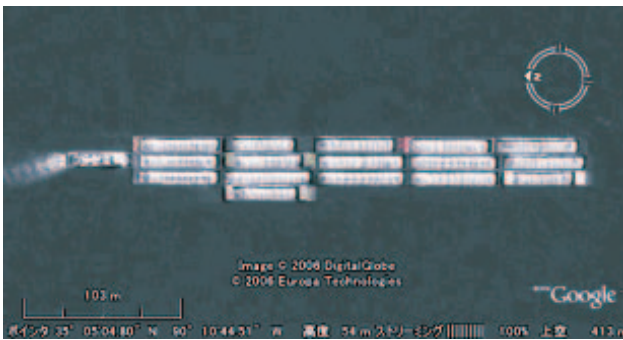 Z
Image © 2006 DigitalGlobe
© 2006 Europa Technologies
103 m
Google
ポインタ 35° 05'04.80" N 90° 10'44.51" W 高度 54 m ストリーミング |||||||||| 100% 上空 413 m